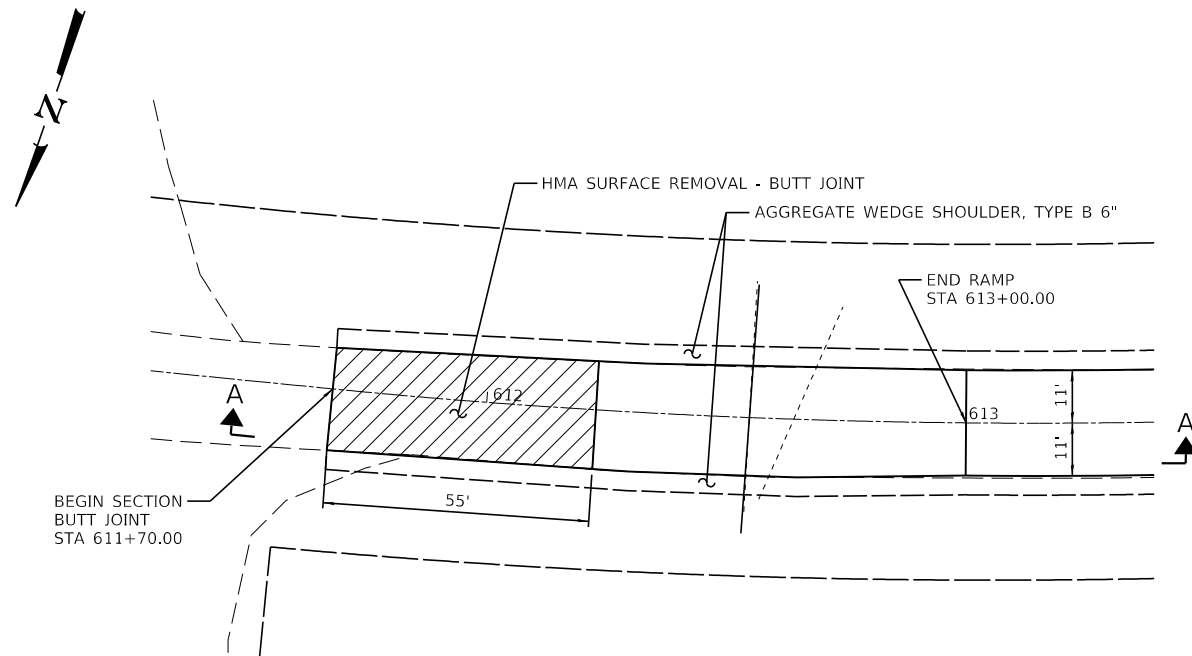 N
HMA SURFACE REMOVAL - BUTT JOINT
AGGREGATE WEDGE SHOULDER, TYPE B 6"
END RAMP
STA 613+00.00
A
612
613
11'
11'
A
BEGIN SECTION
BUTT JOINT
STA 611+70.00
55'